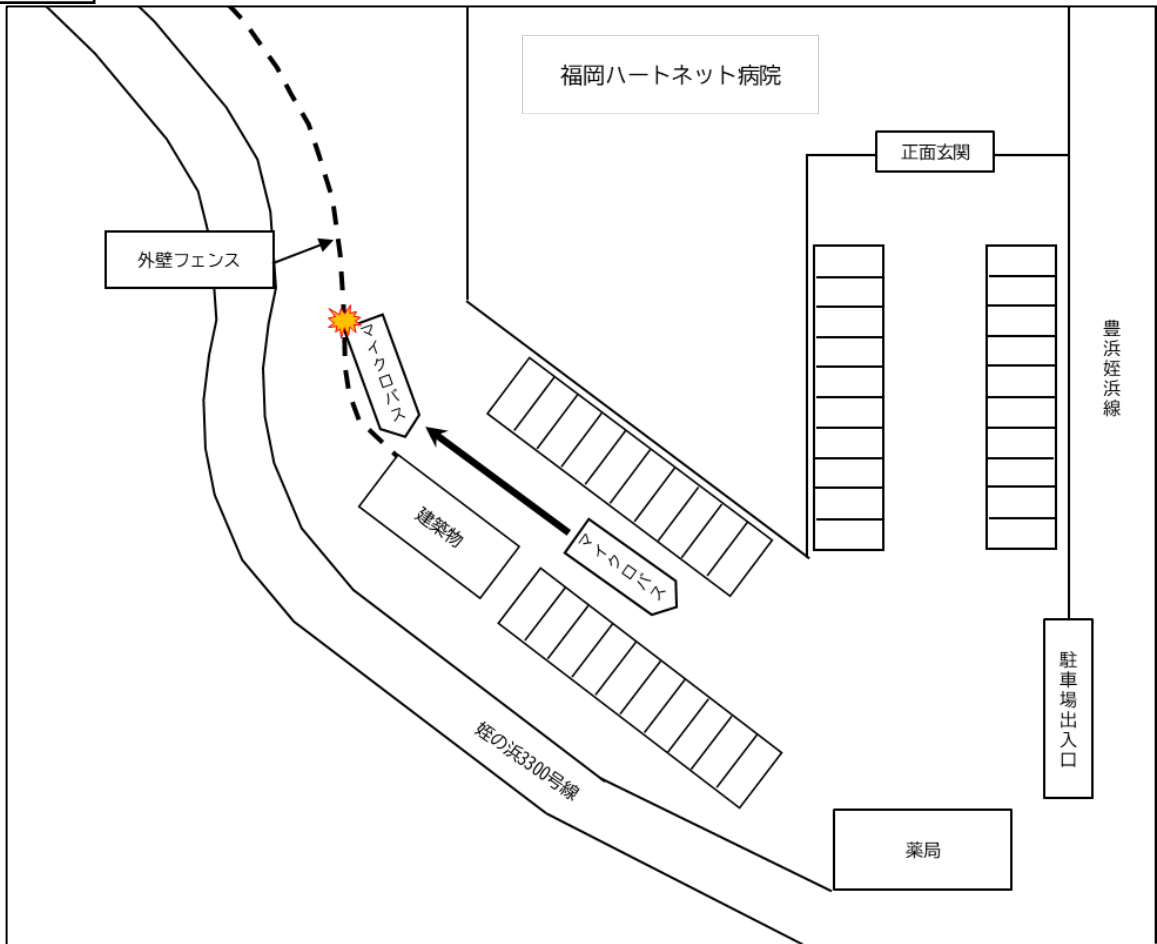 福岡ハートネット病院
正面玄関
外壁フェンス
豊浜姪浜線
マイクロバス
建築物
マイクロバス
駐車場出入口
姪の浜3300号線
薬局